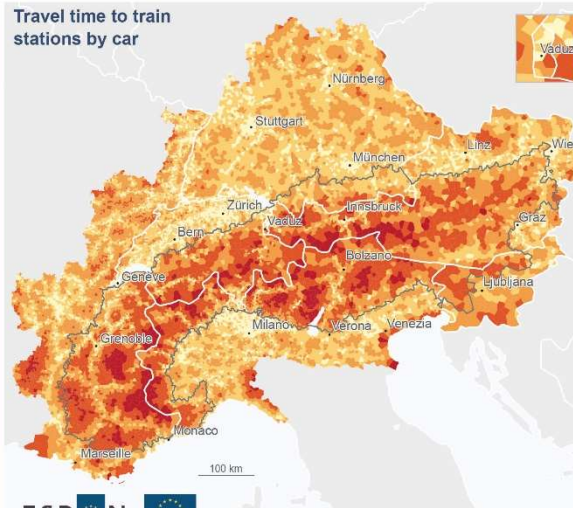 Travel time to train
stations by car
Vaduz
Nürnberg
Stuttgart
Linz
Wie
München
Zürich
Innsbruck
Vaduz
Graz
Bern
Bolzano
Genève
Ljubljana
Milano
Verona
Venezia
Grenoble
Monaco
Marseille
100 km